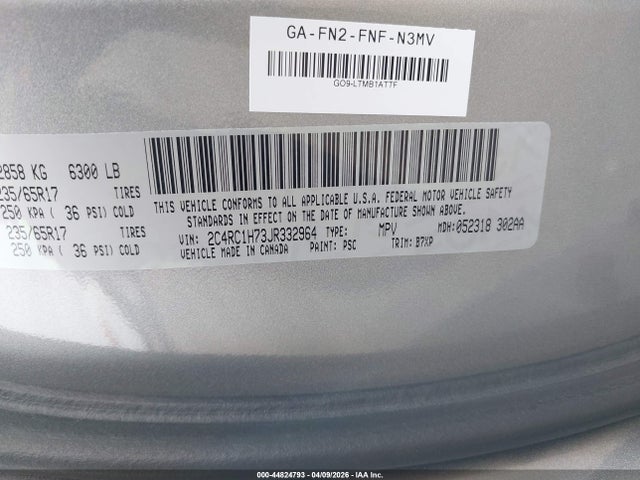 GA-FN2-FNF-N3MV
GO9-LTMB1ATTF
2858 KG 6300 LB
235/65R17 TIRES
250 KPA ( 36 PSI) COLD
235/65R17 TIRES
250 KPA ( 36 PSI) COLD
THIS VEHICLE CONFORMS TO ALL APPLICABLE U.S.A. FEDERAL MOTOR VEHICLE SAFETY
STANDARDS IN EFFECT ON THE DATE OF MANUFACTURE SHOWN ABOVE.
VIN: 2C4RC1H73JR332964 TYPE: MPV MDH:052318 302AA
VEHICLE MADE IN CANADA PAINT: PSC TRIM: B7XP
000-44824793 - 04/09/2026 - IAA Inc.